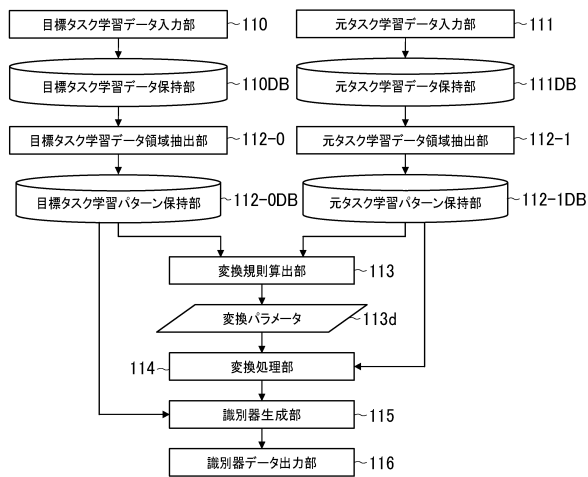 目標タスク学習データ入力部 110
元タスク学習データ入力部 111
目標タスク学習データ保持部 110DB
元タスク学習データ保持部 111DB
目標タスク学習データ領域抽出部 112-0
元タスク学習データ領域抽出部 112-1
目標タスク学習パターン保持部 112-0DB
元タスク学習パターン保持部 112-1DB
変換規則算出部 113
変換パラメータ 113d
114 変換処理部
識別器生成部 115
識別器データ出力部 116